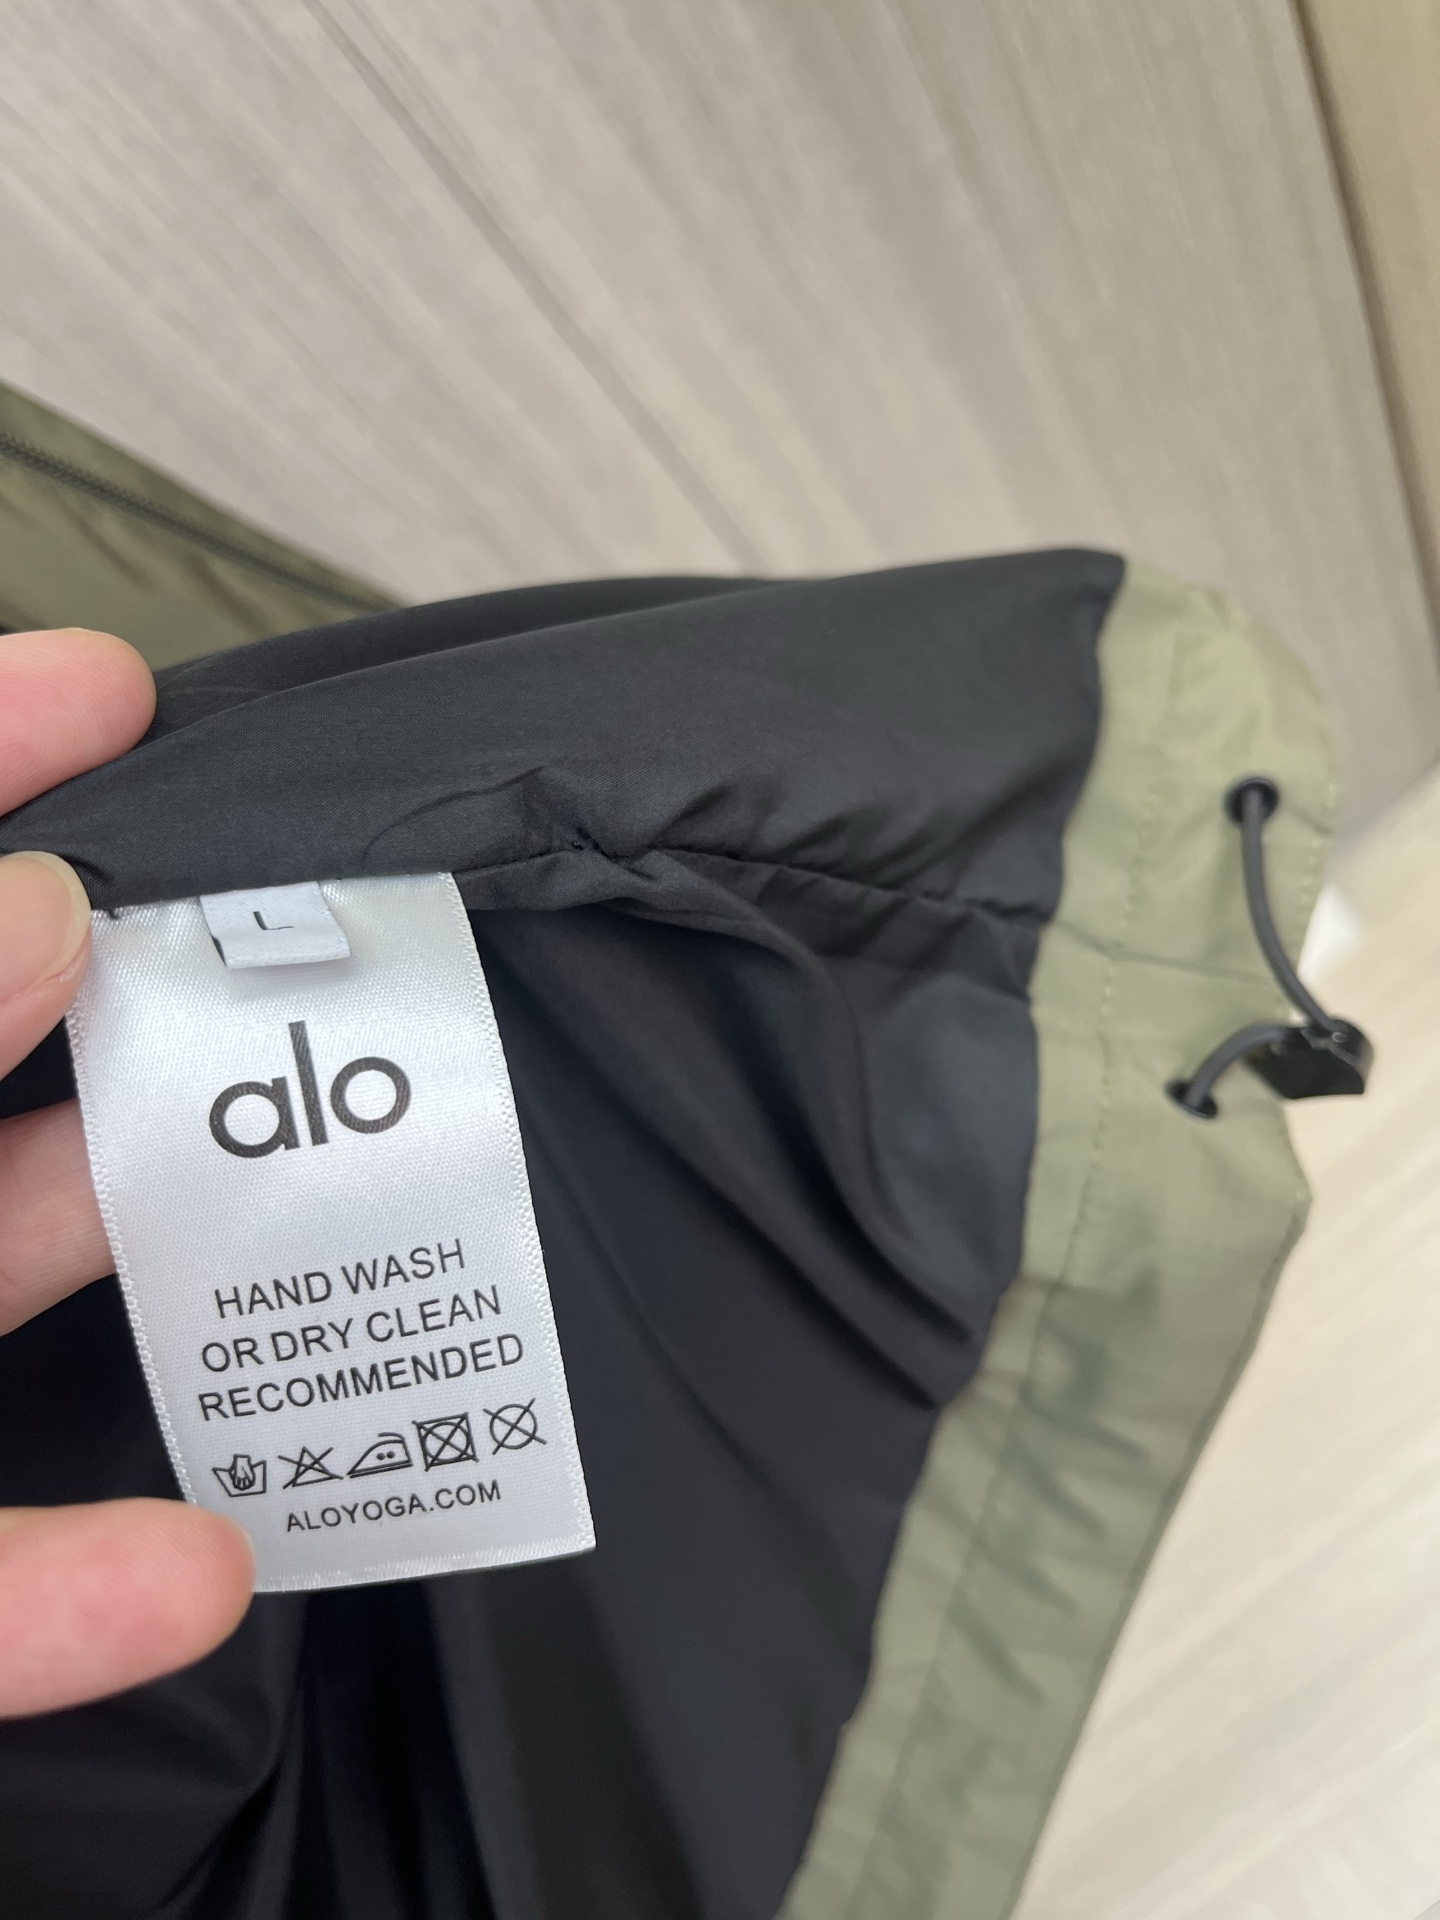 L
alo
HAND WASH
OR DRY CLEAN
RECOMMENDED
ALOYOGA.COM